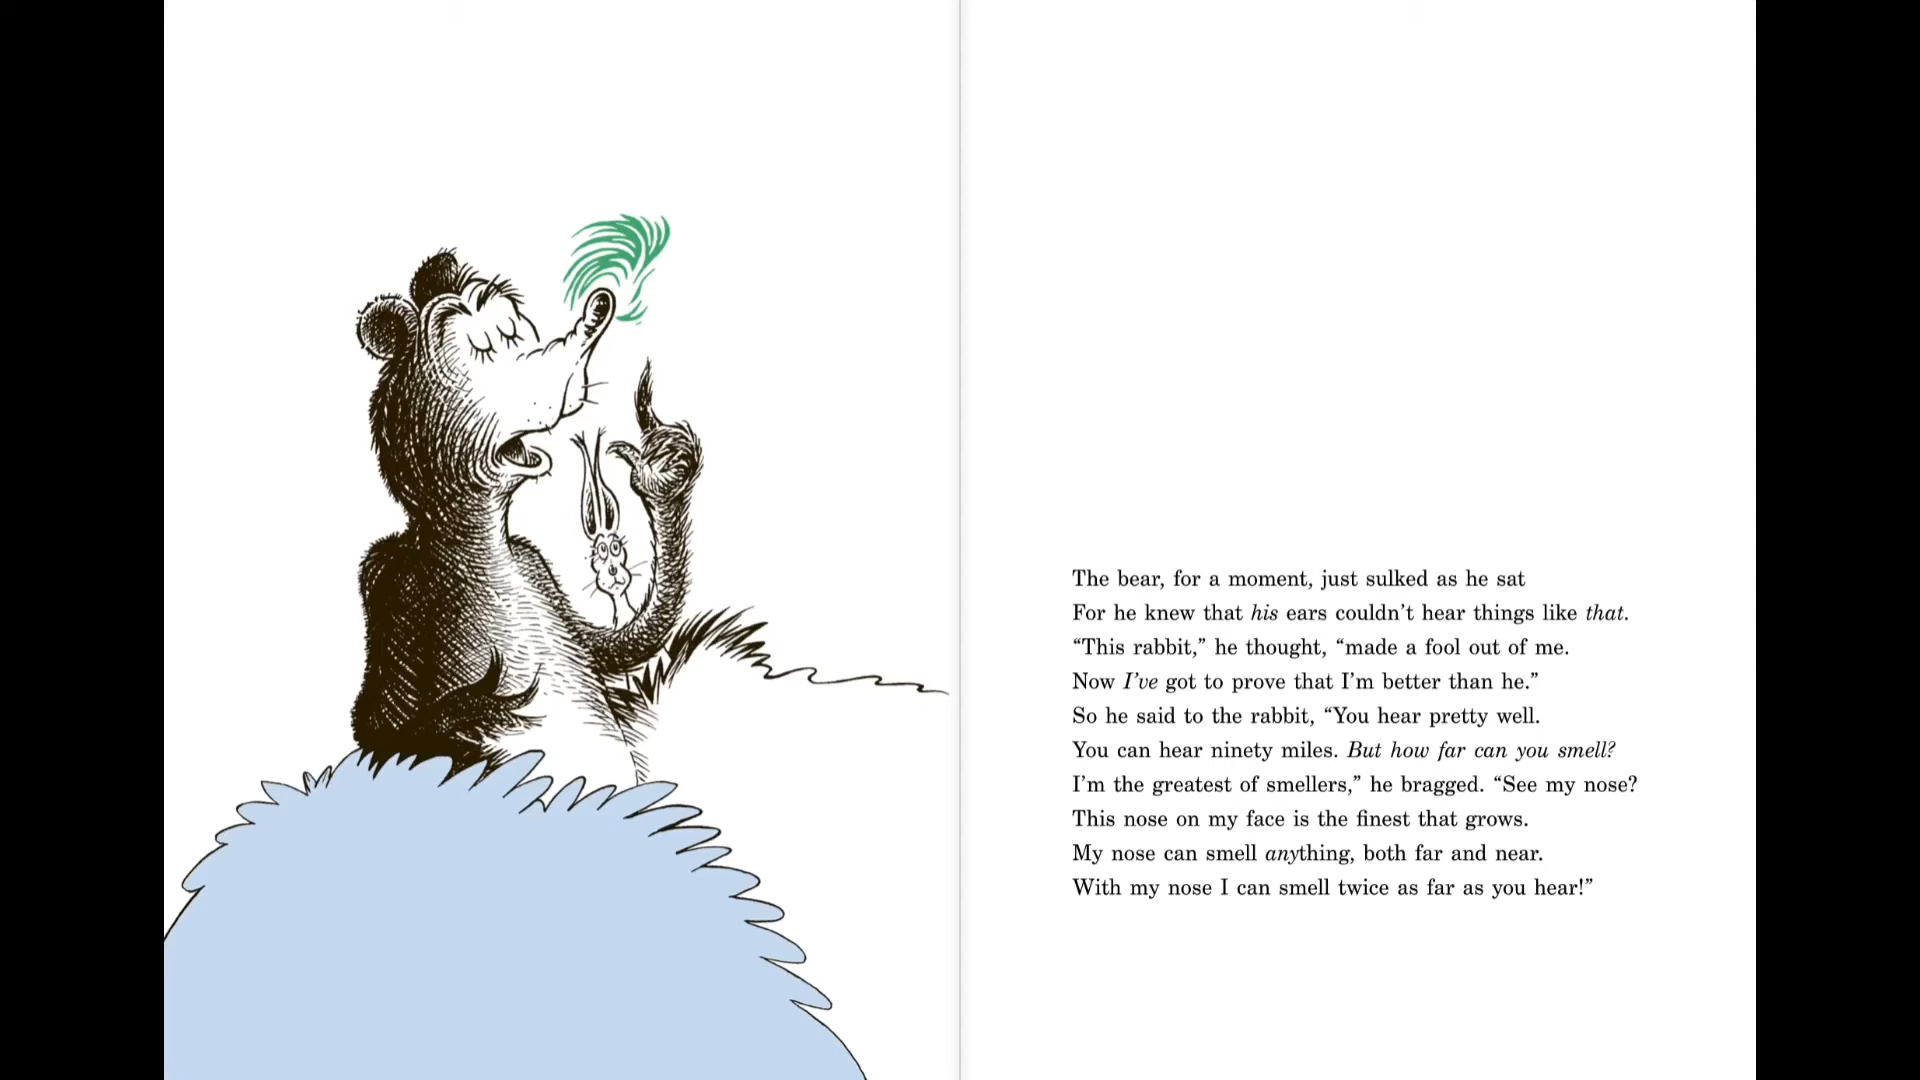 The bear, for a moment, just sulked as he sat
For he knew that his ears couldn’t hear things like that.
“This rabbit,” he thought, “made a fool out of me.
Now I’ve got to prove that I’m better than he.”
So he said to the rabbit, “You hear pretty well.
You can hear ninety miles. But how far can you smell?
I’m the greatest of smellers,” he bragged. “See my nose?
This nose on my face is the finest that grows.
My nose can smell anything, both far and near.
With my nose I can smell twice as far as you hear!”